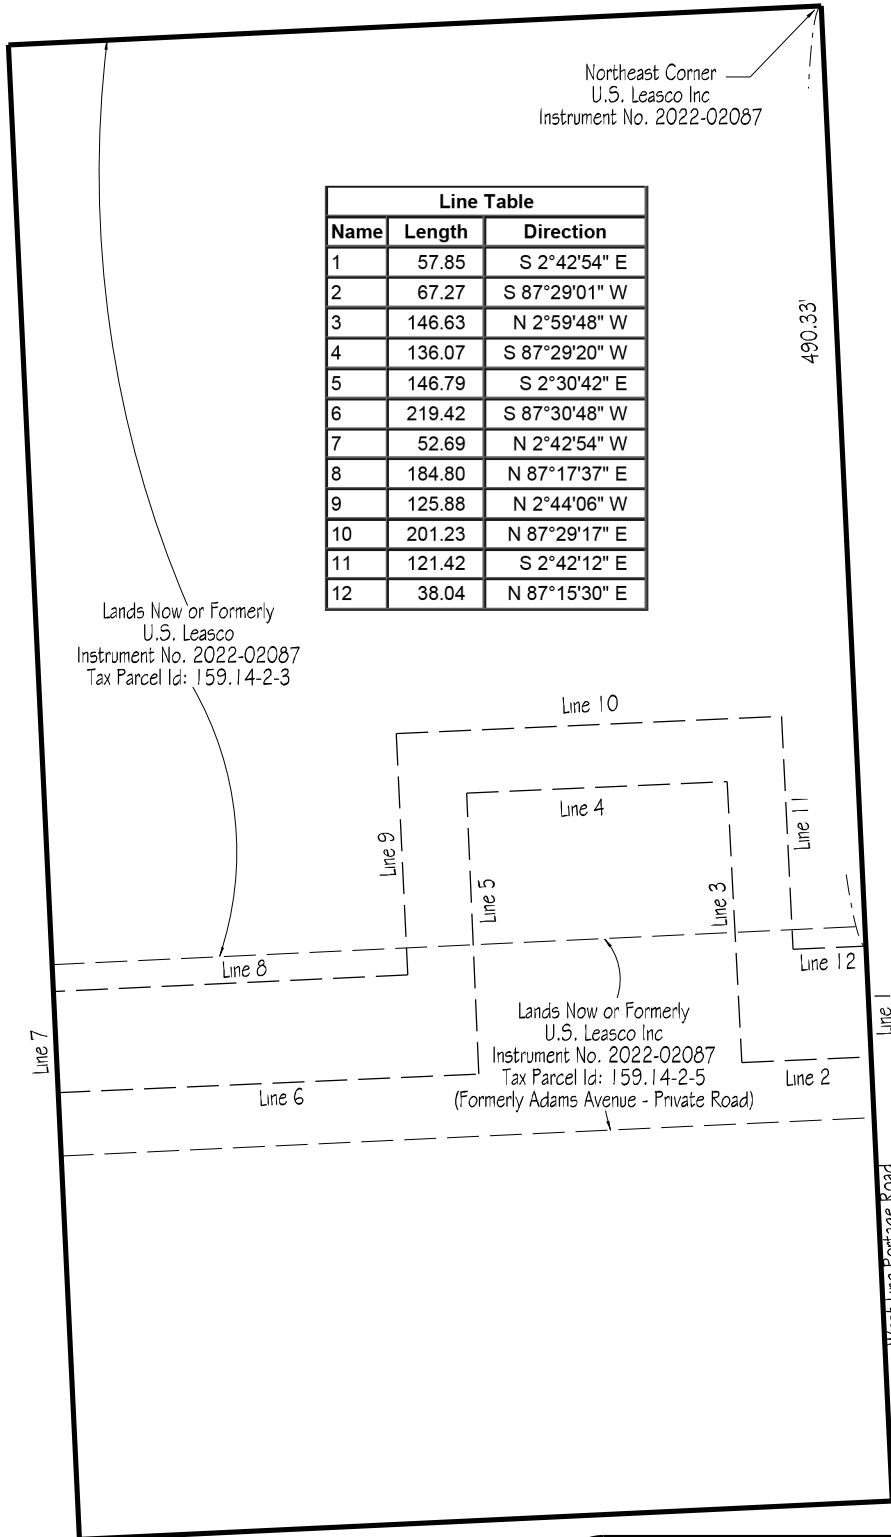 Northeast Corner
U.S. Leasco Inc
Instrument No. 2022-02087
Line Table
Name Length Direction
1 57.85 S 2°42'54" E
2 67.27 S 87°29'01" W
3 146.63 N 2°59'48" W
4 136.07 S 87°29'20" W
5 146.79 S 2°30'42" E
6 219.42 S 87°30'48" W
7 52.69 N 2°42'54" W
8 184.80 N 87°17'37" E
9 125.88 N 2°44'06" W
10 201.23 N 87°29'17" E
11 121.42 S 2°42'12" E
12 38.04 N 87°15'30" E
490.33'
Lands Now or Formerly
U.S. Leasco
Instrument No. 2022-02087
Tax Parcel Id: 159.14-2-3
Line 10
Line 4
Line 11
Line 9
Line 5
Line 3
Line 8
Line 12
Line 7
Line 1
Lands Now or Formerly
U.S. Leasco Inc
Instrument No. 2022-02087
Tax Parcel Id: 159.14-2-5
(Formerly Adams Avenue - Private Road)
Line 2
Line 6
Portage Road